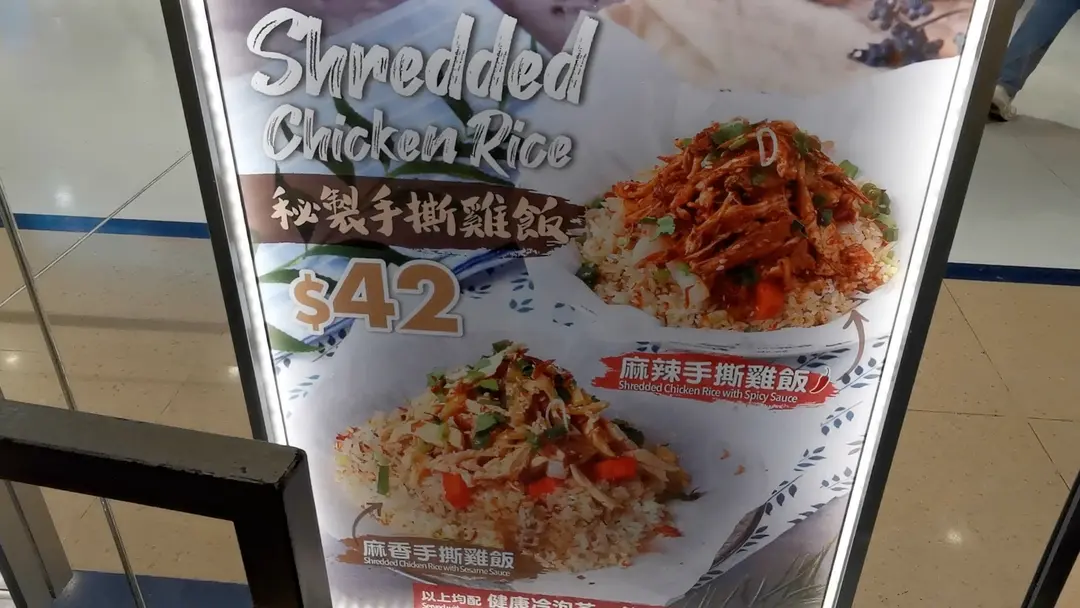 Shredded
Chicken Rice
秘製手撕雞飯
$42
D
麻辣手撕雞飯
Shredded Chicken Rice with Spicy Sauce
麻香手撕雞飯
Shredded Chicken Rice with Sesame Sauce
以上均配 健康冷泡茶